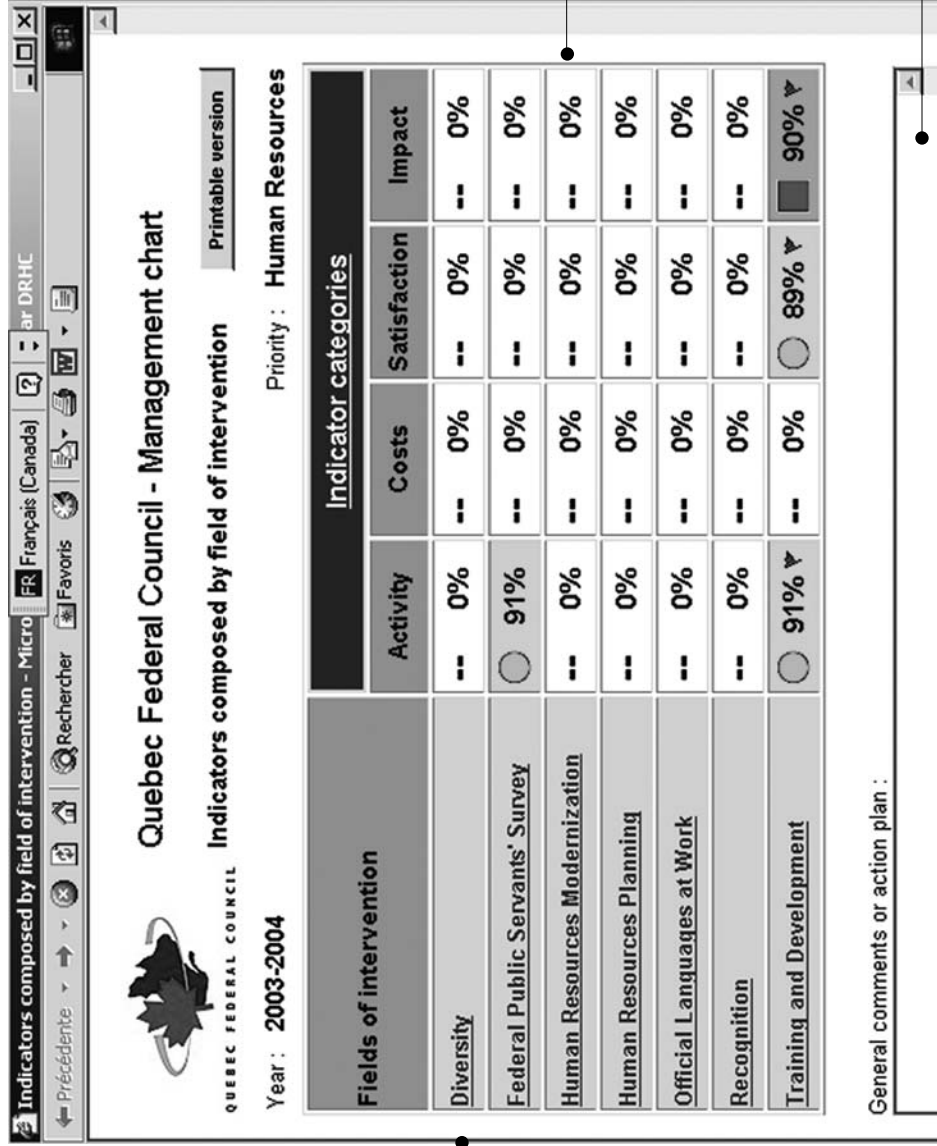 Indicators composed by field of intervention - Micro
FR Français (Canada)
ar DRHC
Précédente
Rechercher
Favoris
QUEBEC FEDERAL COUNCIL
Quebec Federal Council - Management chart
Indicators composed by field of intervention
Printable version
Year : 2003-2004
Priority : Human Resources
Fields of intervention
Indicator categories
Activity Costs Satisfaction Impact
Diversity -- 0% -- 0% -- 0% -- 0%
Federal Public Servants' Survey 91% -- 0% -- 0% -- 0%
Human Resources Modernization -- 0% -- 0% -- 0% -- 0%
Human Resources Planning -- 0% -- 0% -- 0% -- 0%
Official Languages at Work -- 0% -- 0% -- 0% -- 0%
Recognition -- 0% -- 0% -- 0% -- 0%
Training and Development 91% -- 0% 89% 90%
General comments or action plan :